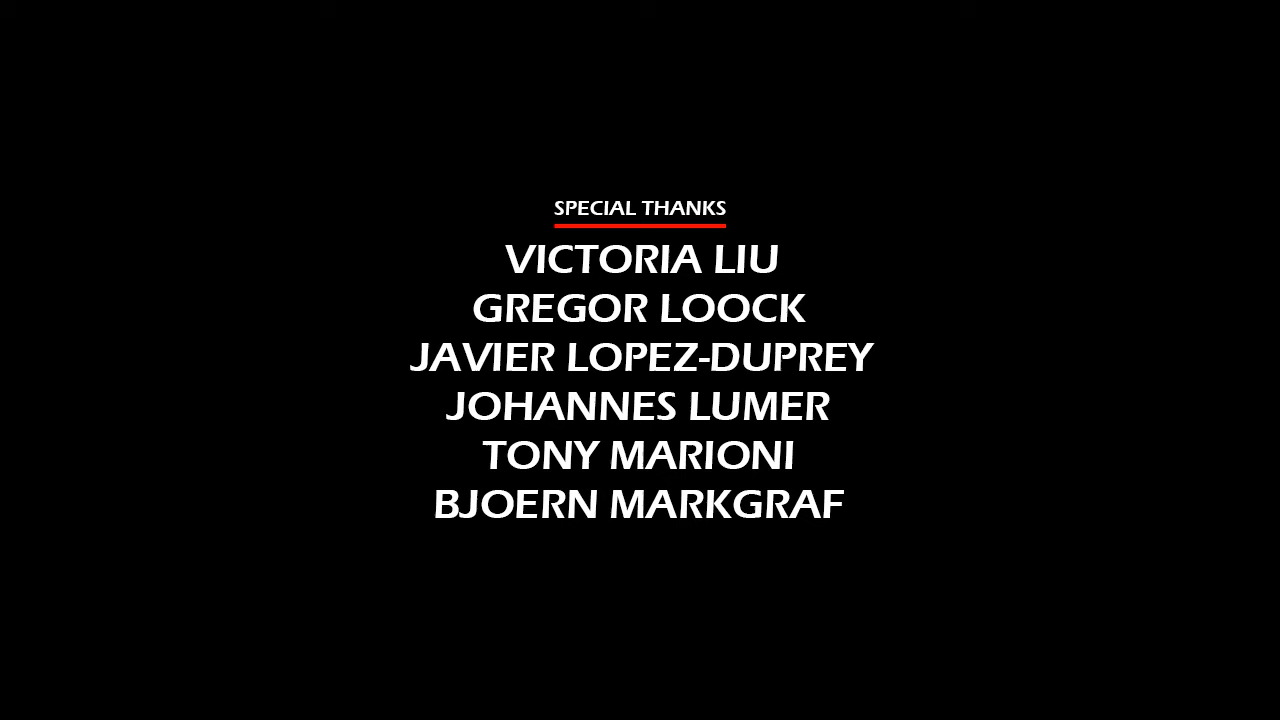 SPECIAL THANKS
VICTORIA LIU
GREGOR LOOCK
JAVIER LOPEZ-DUPREY
JOHANNES LUMER
TONY MARIONI
BJOERN MARKGRAF